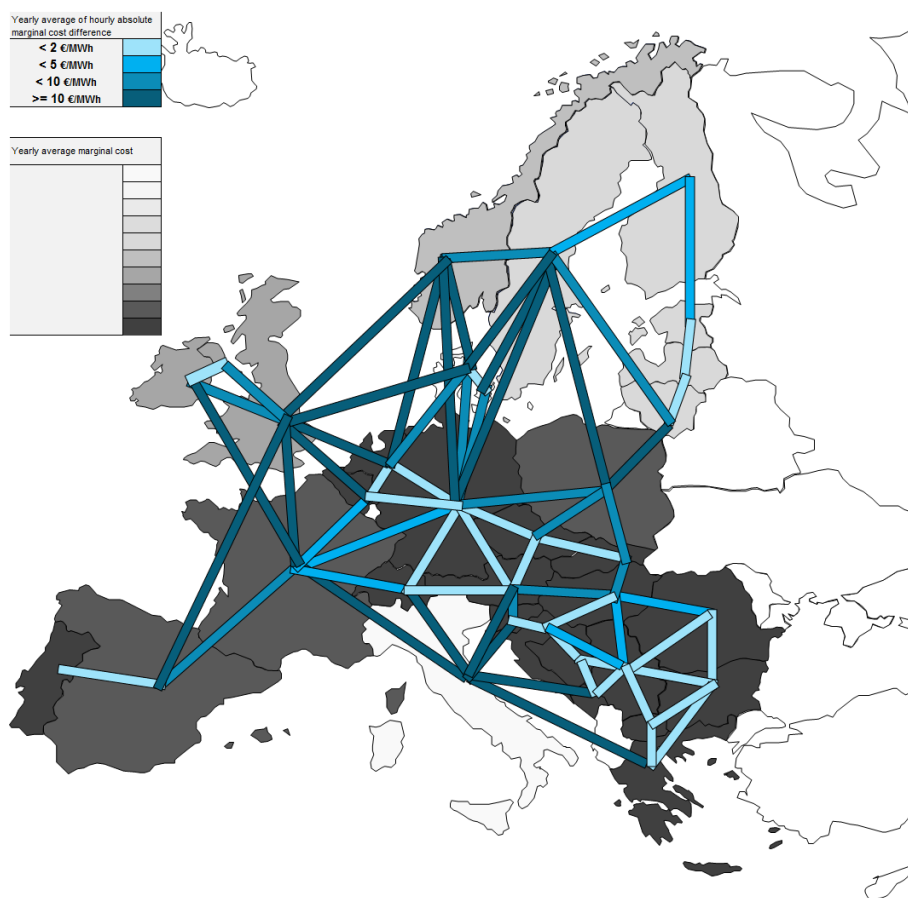 Yearly average of hourly absolute
marginal cost difference
< 2 €/MWh
< 5 €/MWh
< 10 €/MWh
>= 10 €/MWh
Yearly average marginal cost